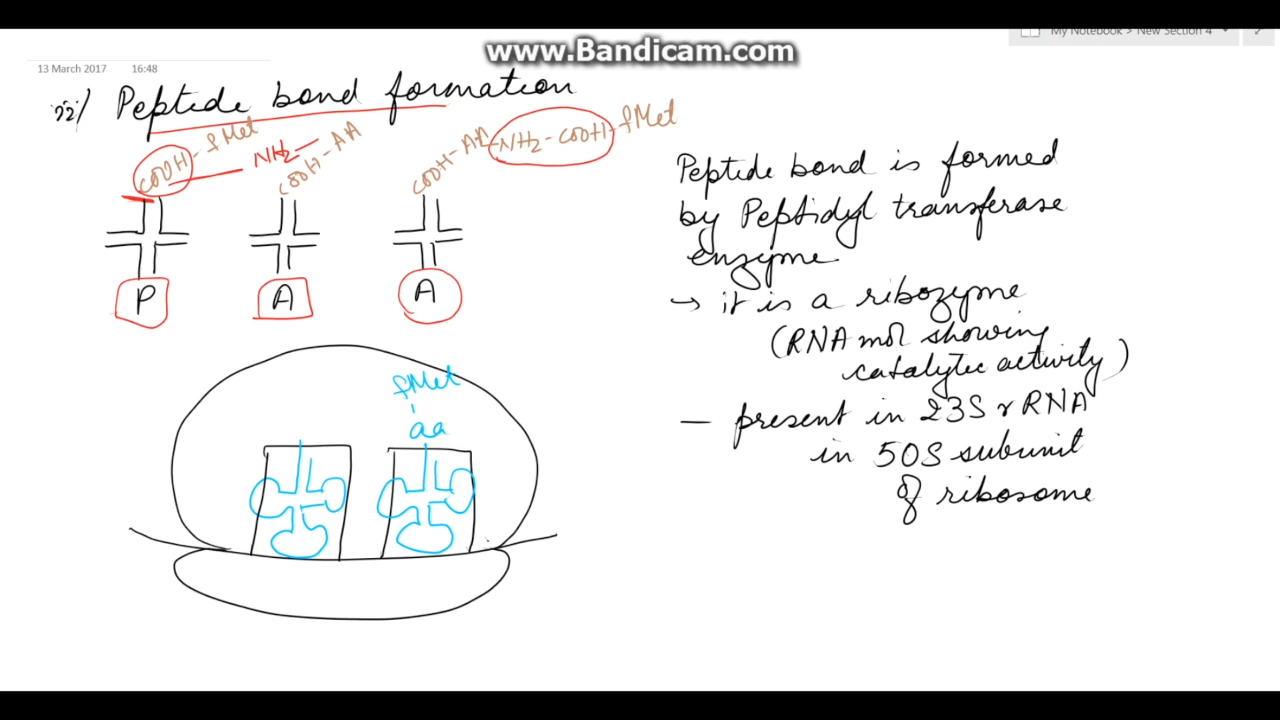 My Notebook > New Section 4
www.Bandicam.com
13 March 2017 16:48
Peptide bond formation
COOH - fMet
NH2 -
COOH - AA
COOH - AA - NH2 - COOH - fMet
P
A
A
fMet
aa
Peptide bond is formed
by Peptidyl transferase
enzyme
→ it is a ribozyme
(RNA mol showing
catalytic activity)
— present in 23S rRNA
in 50S subunit
of ribosome